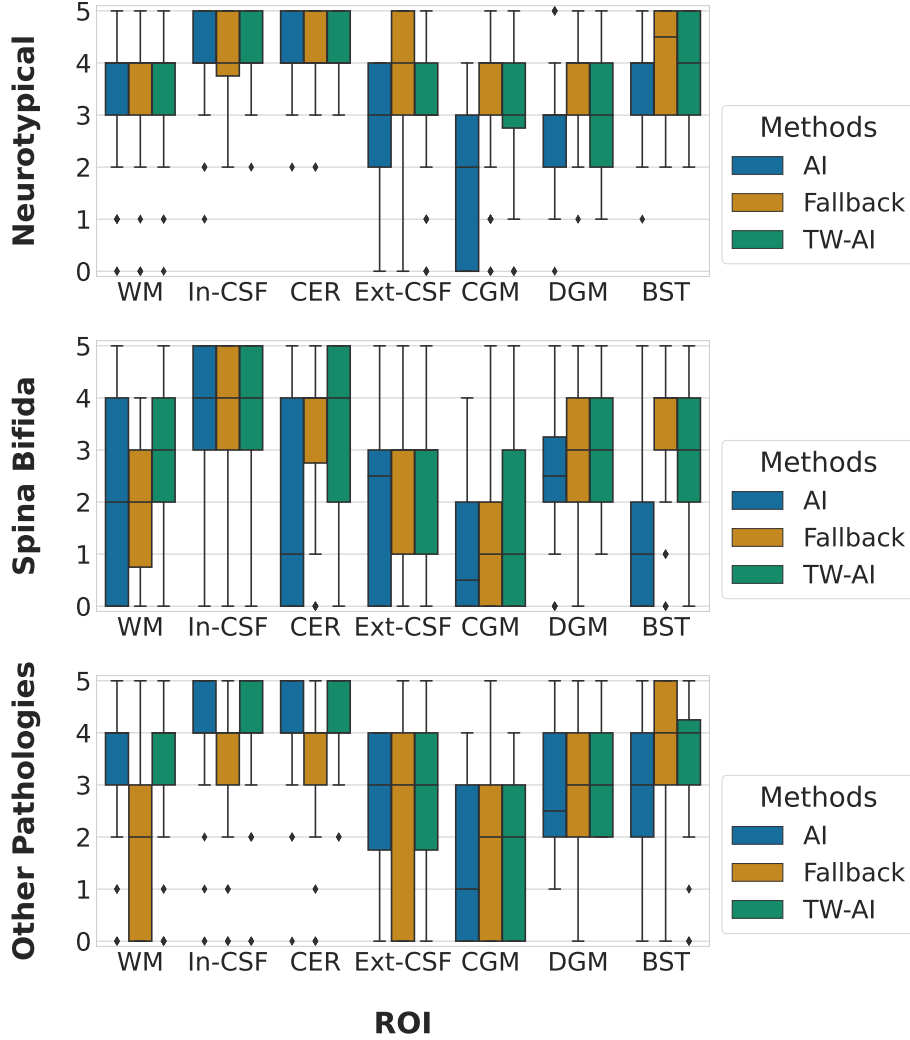 Neurotypical
5
4
3
2
1
0
WM In-CSF CER Ext-CSF CGM DGM BST
Methods
AI
Fallback
TW-AI
Spina Bifida
5
4
3
2
1
0
WM In-CSF CER Ext-CSF CGM DGM BST
Methods
AI
Fallback
TW-AI
Other Pathologies
5
4
3
2
1
0
WM In-CSF CER Ext-CSF CGM DGM BST
Methods
AI
Fallback
TW-AI
ROI